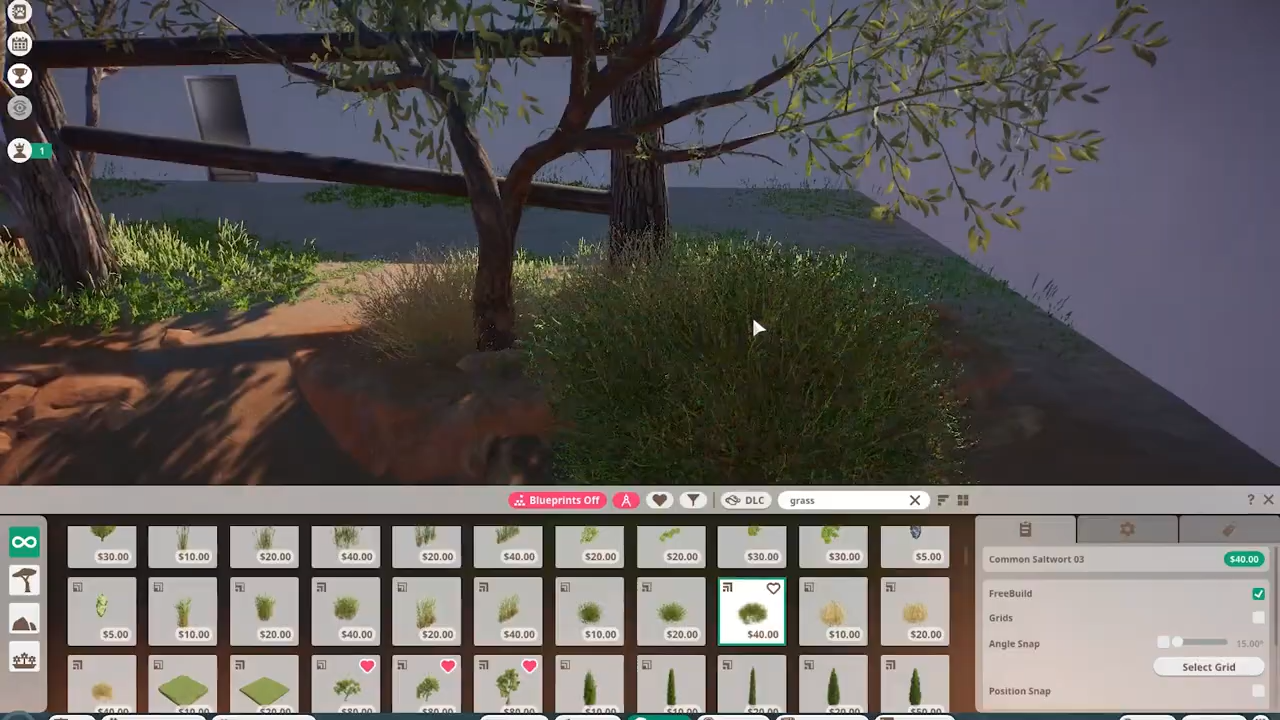 1
Blueprints Off
DLC
grass
?
$30.00 $10.00 $20.00 $40.00 $20.00 $40.00 $20.00 $20.00 $30.00 $30.00 $5.00
Common Saltwort 03 $40.00
$5.00 $10.00 $20.00 $40.00 $20.00 $40.00 $10.00 $20.00 $40.00 $10.00 $20.00
FreeBuild
Grids
Angle Snap 15.00°
Select Grid
Position Snap